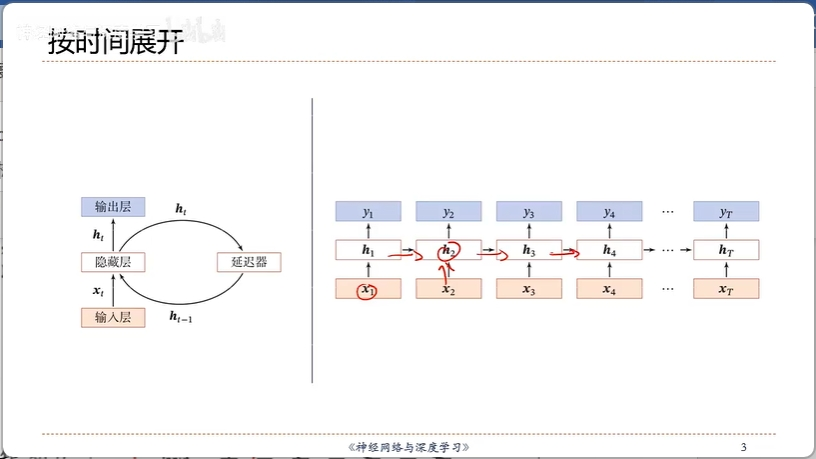 按时间展开
输出层
隐藏层
输入层
延迟器
h_t
h_t
x_t
h_{t-1}
y_1 y_2 y_3 y_4 ⋯ y_T
h_1 h_2 h_3 h_4 ⋯ h_T
x_1 x_2 x_3 x_4 ⋯ x_T
《神经网络与深度学习》
3